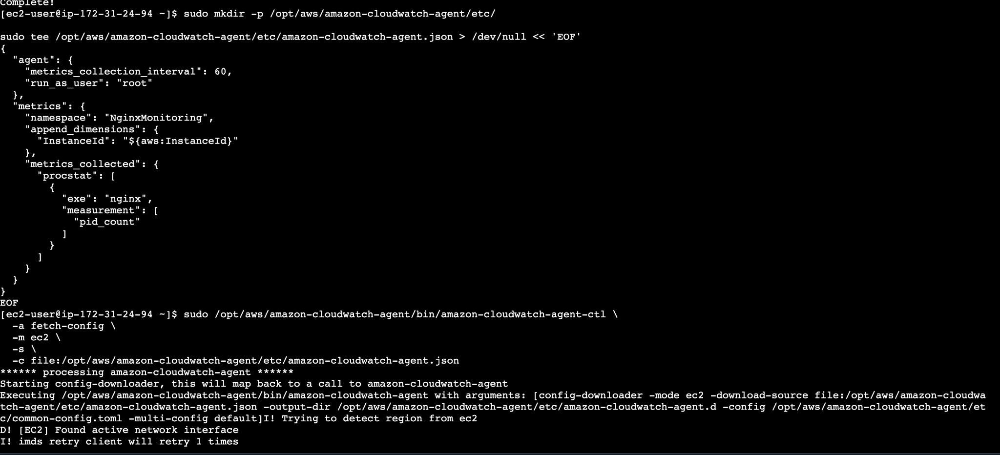 Complete!
[ec2-user@ip-172-31-24-94 ~]$ sudo mkdir -p /opt/aws/amazon-cloudwatch-agent/etc/
sudo tee /opt/aws/amazon-cloudwatch-agent/etc/amazon-cloudwatch-agent.json > /dev/null << 'EOF'
{
  "agent": {
    "metrics_collection_interval": 60,
    "run_as_user": "root"
  },
  "metrics": {
    "namespace": "NginxMonitoring",
    "append_dimensions": {
      "InstanceId": "${aws:InstanceId}"
    },
    "metrics_collected": {
      "procstat": [
        {
          "exe": "nginx",
          "measurement": [
            "pid_count"
          ]
        }
      ]
    }
  }
}
EOF
[ec2-user@ip-172-31-24-94 ~]$ sudo /opt/aws/amazon-cloudwatch-agent/bin/amazon-cloudwatch-agent-ctl \
  -a fetch-config \
  -m ec2 \
  -s \
  -c file:/opt/aws/amazon-cloudwatch-agent/etc/amazon-cloudwatch-agent.json
****** processing amazon-cloudwatch-agent ******
Starting config-downloader, this will map back to a call to amazon-cloudwatch-agent
Executing /opt/aws/amazon-cloudwatch-agent/bin/amazon-cloudwatch-agent with arguments: [config-downloader -mode ec2 -download-source file:/opt/aws/amazon-cloudwa
tch-agent/etc/amazon-cloudwatch-agent.json -output-dir /opt/aws/amazon-cloudwatch-agent/etc/amazon-cloudwatch-agent.d -config /opt/aws/amazon-cloudwatch-agent/et
c/common-config.toml -multi-config default]I! Trying to detect region from ec2
D! [EC2] Found active network interface
I! imds retry client will retry 1 times